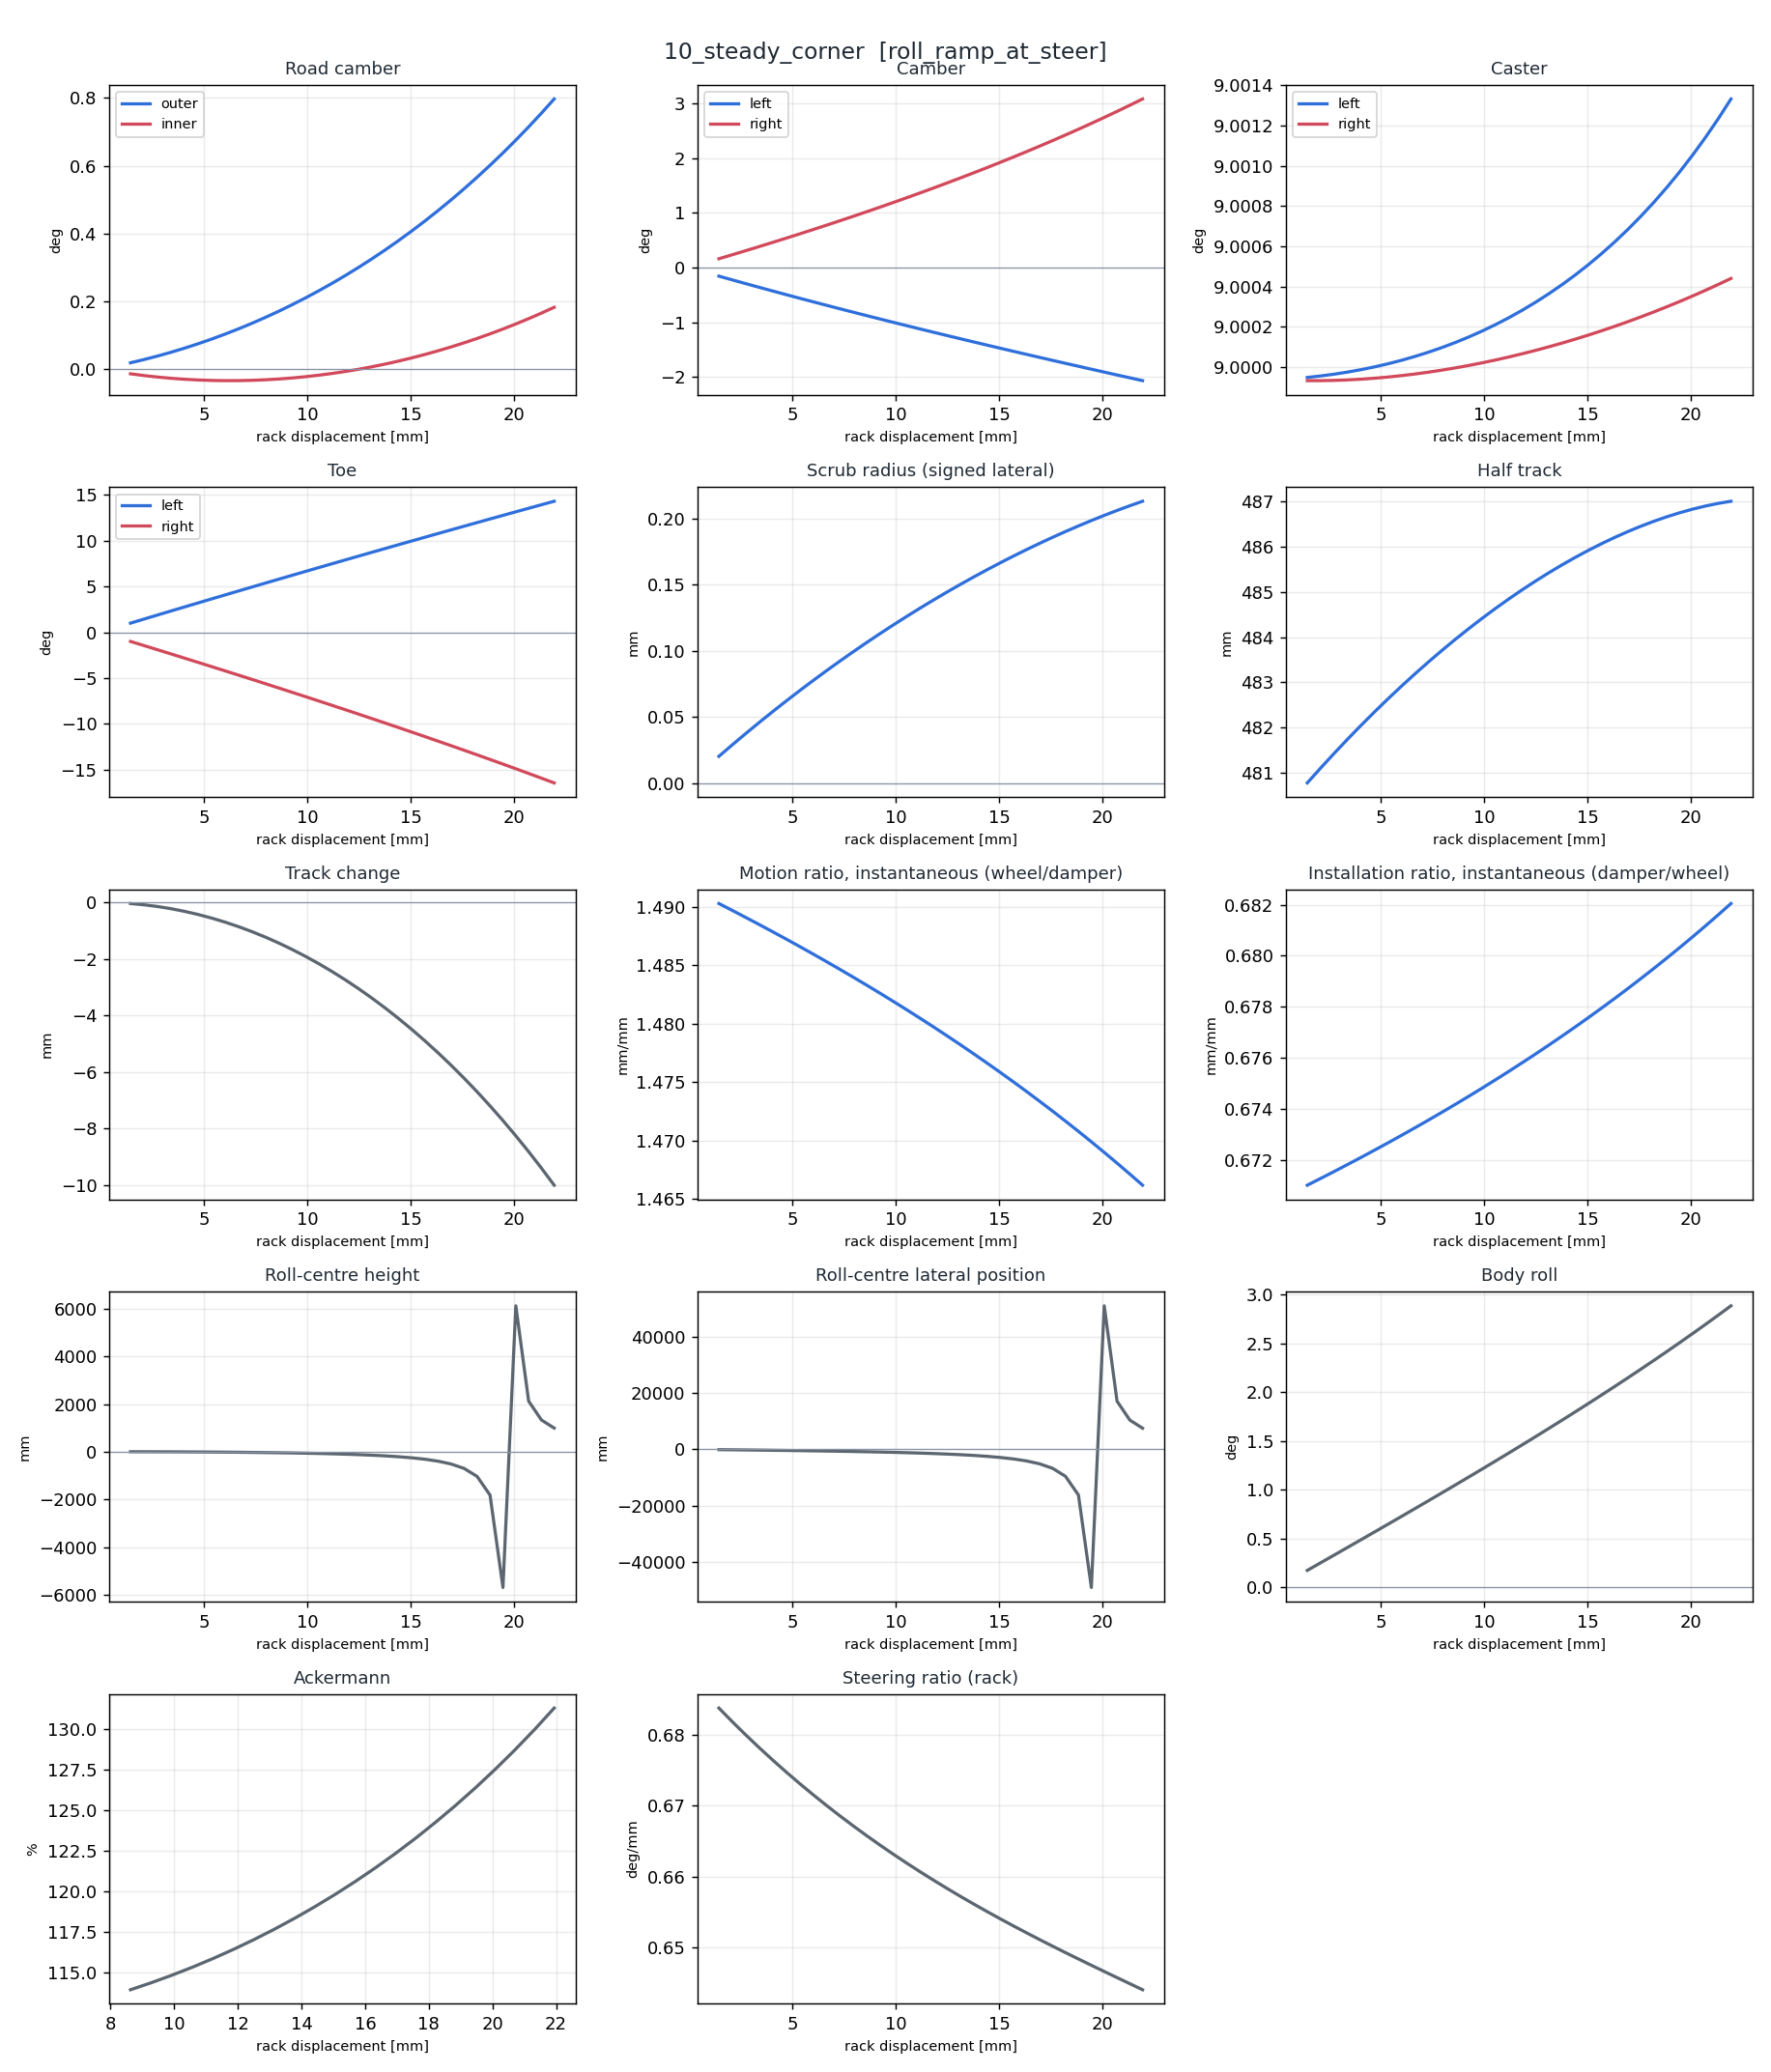 10_steady_corner [roll_ramp_at_steer]
Road camber
Camber
Caster
outer
inner
left
right
left
right
deg
0.8
0.6
0.4
0.2
0.0
5 10 15 20
rack displacement [mm]
deg
3
2
1
0
−1
−2
5 10 15 20
rack displacement [mm]
deg
9.0014
9.0012
9.0010
9.0008
9.0006
9.0004
9.0002
9.0000
5 10 15 20
rack displacement [mm]
Toe
left
right
deg
15
10
5
0
−5
−10
−15
5 10 15 20
rack displacement [mm]
Scrub radius (signed lateral)
mm
0.20
0.15
0.10
0.05
0.00
5 10 15 20
rack displacement [mm]
Half track
mm
487
486
485
484
483
482
481
5 10 15 20
rack displacement [mm]
Track change
mm
0
−2
−4
−6
−8
−10
5 10 15 20
rack displacement [mm]
Motion ratio, instantaneous (wheel/damper)
mm/mm
1.490
1.485
1.480
1.475
1.470
1.465
5 10 15 20
rack displacement [mm]
Installation ratio, instantaneous (damper/wheel)
mm/mm
0.682
0.680
0.678
0.676
0.674
0.672
5 10 15 20
rack displacement [mm]
Roll-centre height
mm
6000
4000
2000
0
−2000
−4000
−6000
5 10 15 20
rack displacement [mm]
Roll-centre lateral position
mm
40000
20000
0
−20000
−40000
5 10 15 20
rack displacement [mm]
Body roll
deg
3.0
2.5
2.0
1.5
1.0
0.5
0.0
5 10 15 20
rack displacement [mm]
Ackermann
%
130.0
127.5
125.0
122.5
120.0
117.5
115.0
8 10 12 14 16 18 20 22
rack displacement [mm]
Steering ratio (rack)
deg/mm
0.68
0.67
0.66
0.65
5 10 15 20
rack displacement [mm]